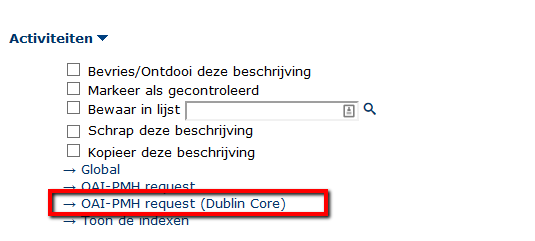 Activiteiten
Bevries/Ontdooi deze beschrijving
Markeer als gecontroleerd
Bewaar in lijst
Schrap deze beschrijving
Kopieer deze beschrijving
→ Global
→ OAI-PMH request
→ OAI-PMH request (Dublin Core)
→ Toon de indexen